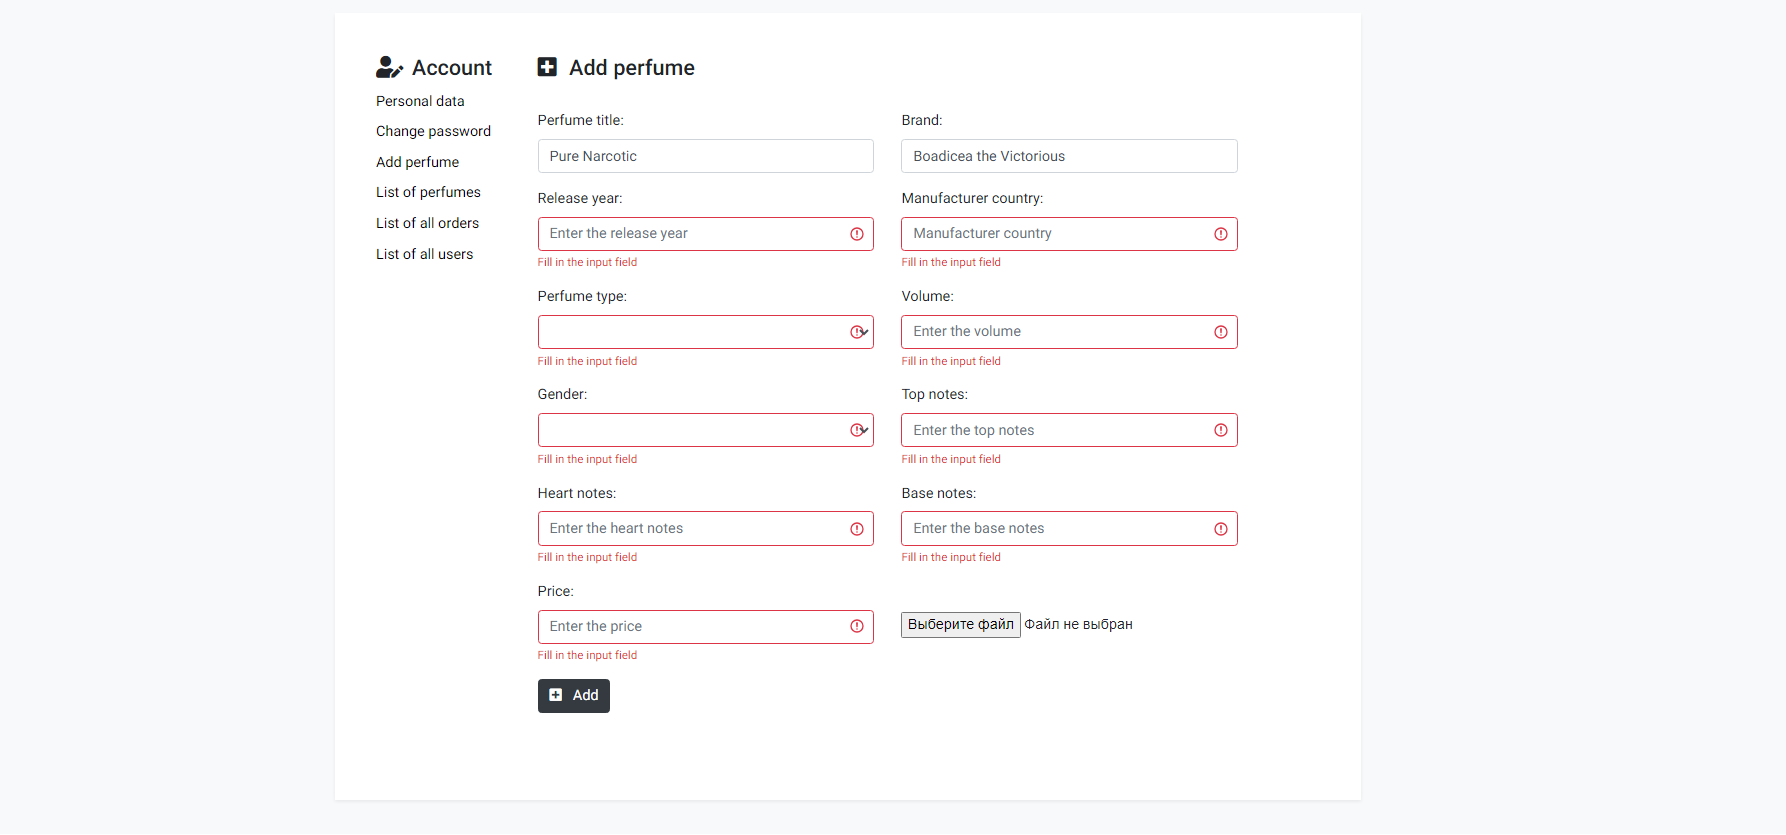 Account
Personal data
Change password
Add perfume
List of perfumes
List of all orders
List of all users
Add perfume
Perfume title:
Brand:
Pure Narcotic
Boadicea the Victorious
Release year:
Manufacturer country:
Enter the release year
Manufacturer country
Fill in the input field
Fill in the input field
Perfume type:
Volume:
Enter the volume
Fill in the input field
Fill in the input field
Gender:
Top notes:
Enter the top notes
Fill in the input field
Fill in the input field
Heart notes:
Base notes:
Enter the heart notes
Enter the base notes
Fill in the input field
Fill in the input field
Price:
Enter the price
Выберите файл Файл не выбран
Fill in the input field
Add